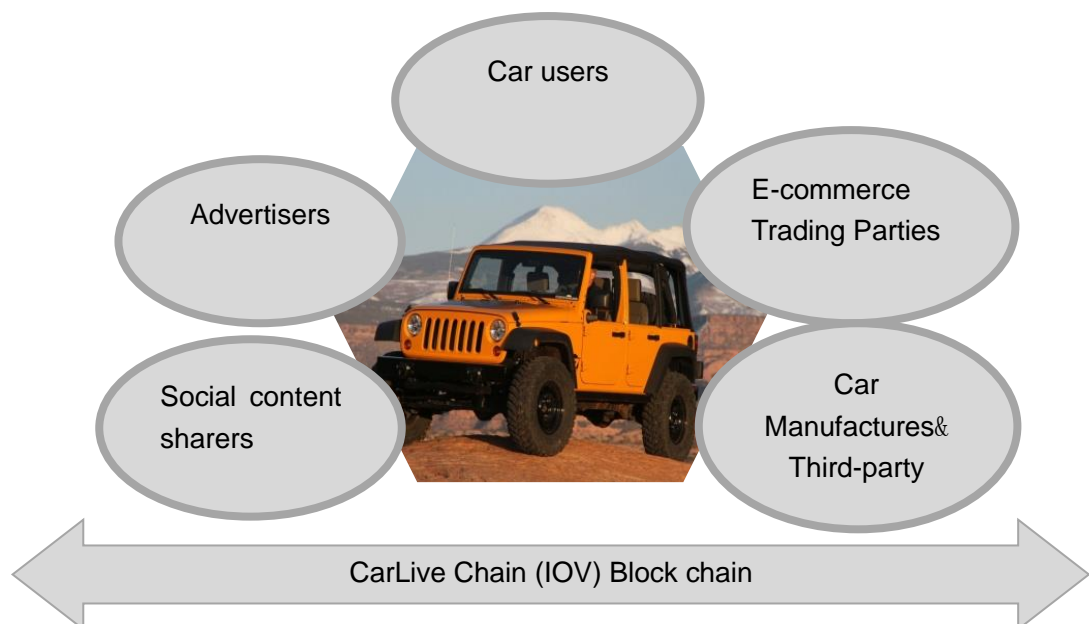 Car users
Advertisers
E-commerce
Trading Parties
Social content
sharers
Car
Manufactures&
Third-party
CarLive Chain (IOV) Block chain